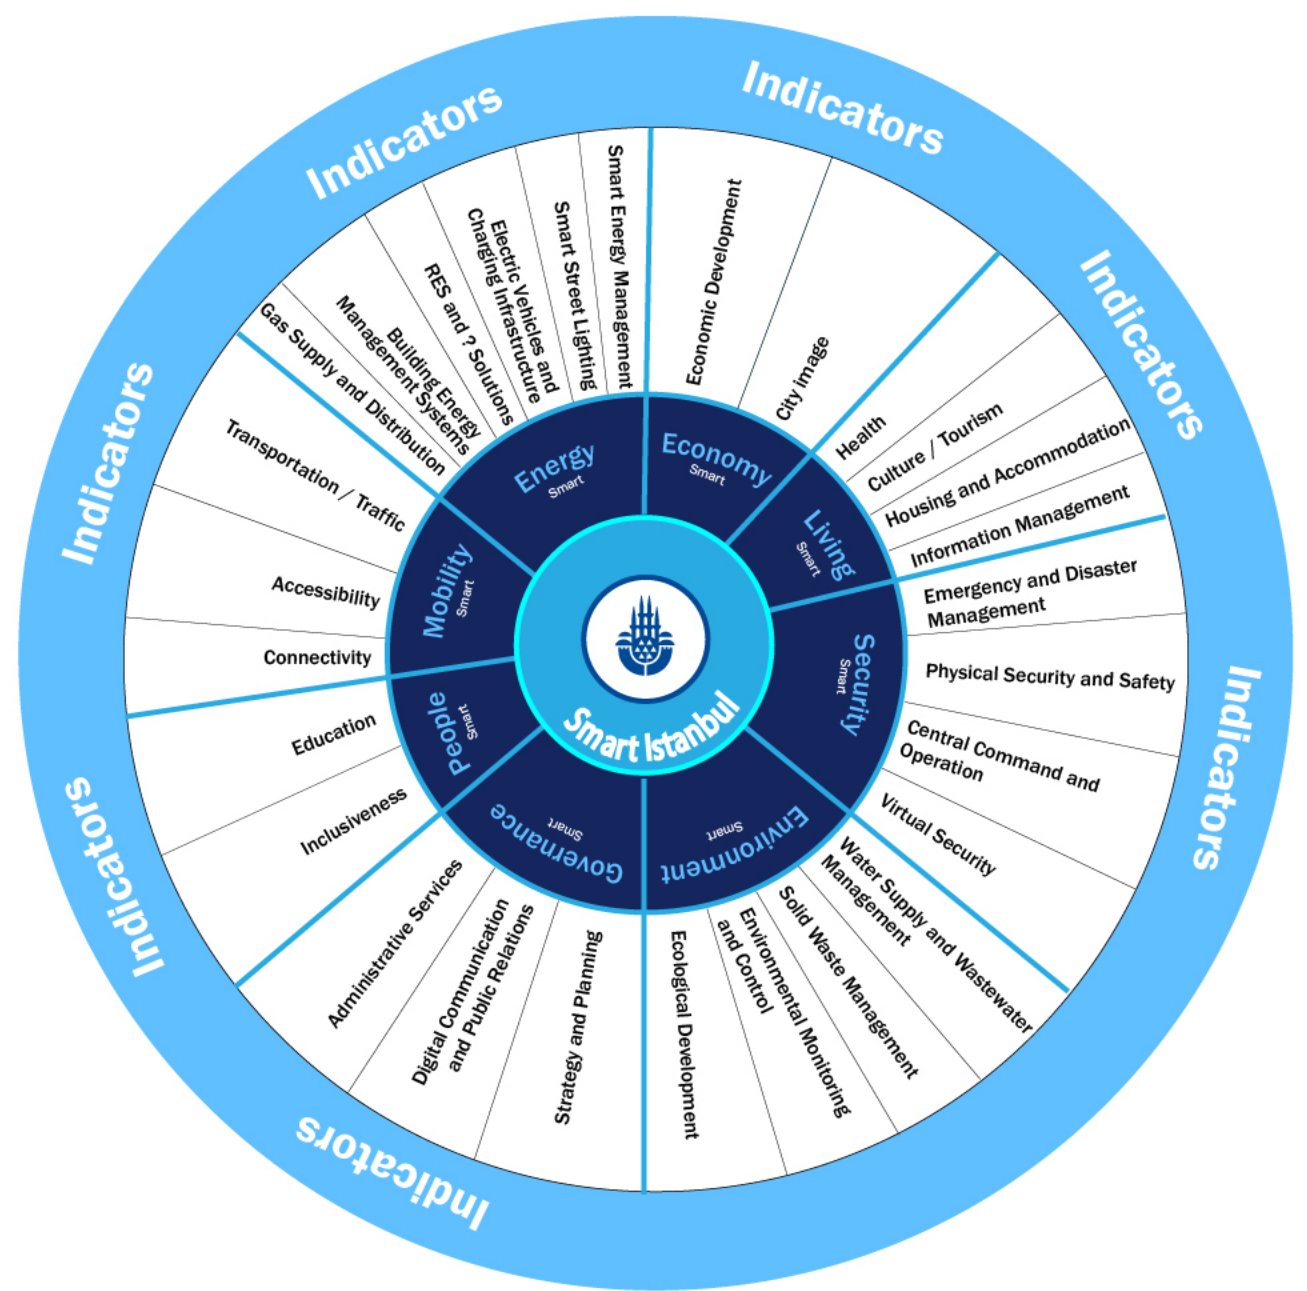 Indicators
Indicators
Indicators
Indicators
Indicators
Indicators
Indicators
Indicators
Smart Istanbul
Economy
Smart
Economic Development
City image
Living
Smart
Health
Culture / Tourism
Housing and Accommodation
Information Management
Security
Smart
Emergency and Disaster
Management
Physical Security and Safety
Central Command and
Operation
Virtual Security
Environment
Smart
Water Supply and Wastewater
Management
Solid Waste Management
Environmental Monitoring
and Control
Ecological Development
Governance
Smart
Strategy and Planning
Digital Communication
and Public Relations
Administrative Services
People
Smart
Inclusiveness
Education
Mobility
Smart
Connectivity
Accessibility
Transportation / Traffic
Energy
Smart
Gas Supply and Distribution
Building Energy
Management Systems
RES and ? Solutions
Electric Vehicles and
Charging Infrastructure
Smart Street Lighting
Smart Energy Management